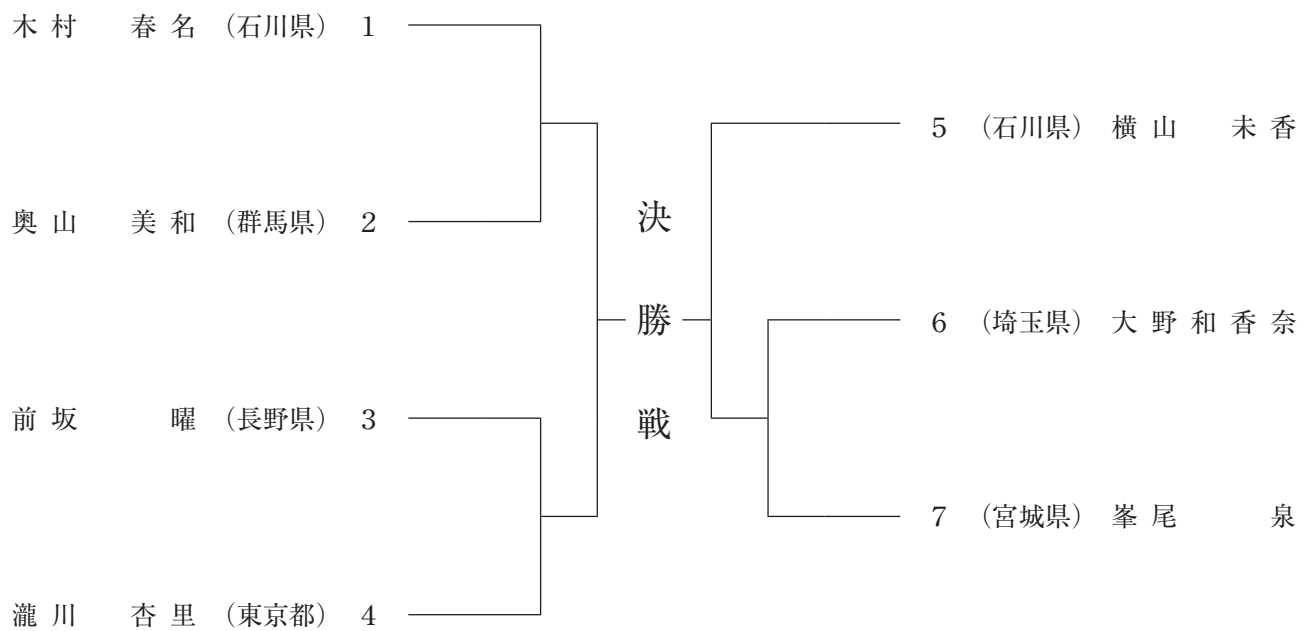 木村 春名 (石川県) 1
奥山 美和 (群馬県) 2
前坂 曜 (長野県) 3
瀧川 杏里 (東京都) 4
決勝戦
5 (石川県) 横山 未香
6 (埼玉県) 大野和香奈
7 (宮城県) 峯尾 泉